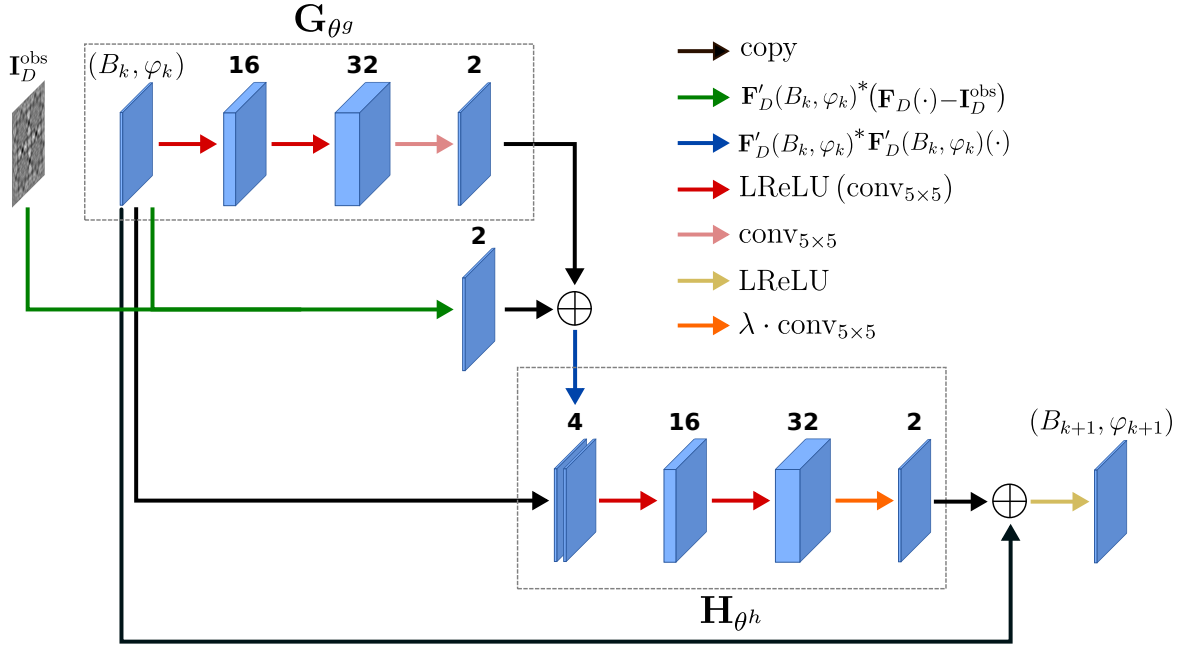 G_{θ^g}
I_D^{obs}
(B_k, φ_k)
16
32
2
copy
F′_D(B_k, φ_k)^*(F_D(·)−I_D^{obs})
F′_D(B_k, φ_k)^*F′_D(B_k, φ_k)(·)
LReLU (conv_{5×5})
conv_{5×5}
LReLU
λ · conv_{5×5}
2
4
16
32
2
(B_{k+1}, φ_{k+1})
H_{θ^h}